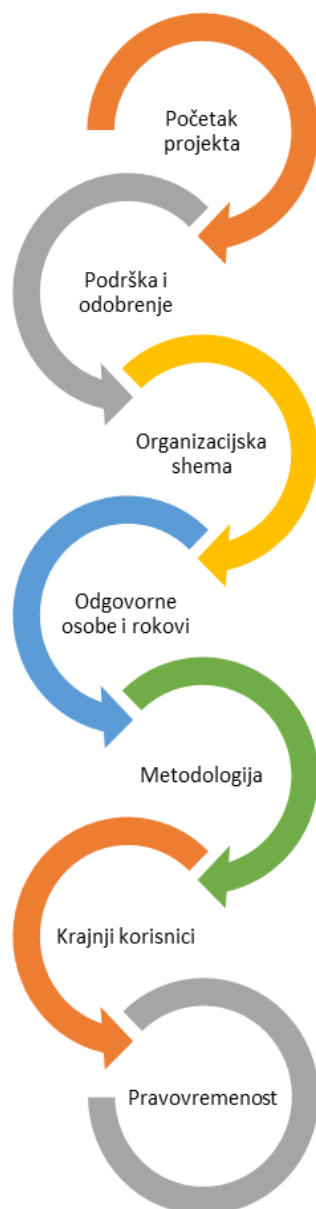 Početak
projekta
Podrška i
odobrenje
Organizacijska
shema
Odgovorne
osobe i rokovi
Metodologija
Krajnji korisnici
Pravovremenost